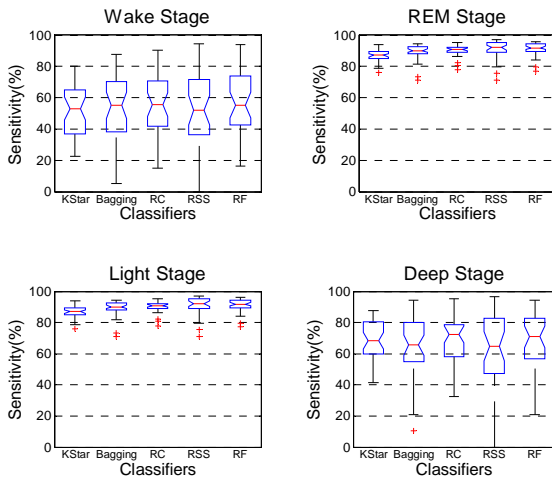 Wake Stage
Sensitivity(%)
100
80
60
40
20
0
KStar Bagging RC RSS RF
Classifiers
REM Stage
Sensitivity(%)
100
80
60
40
20
0
KStar Bagging RC RSS RF
Classifiers
Light Stage
Sensitivity(%)
100
80
60
40
20
0
KStar Bagging RC RSS RF
Classifiers
Deep Stage
Sensitivity(%)
100
80
60
40
20
0
KStar Bagging RC RSS RF
Classifiers